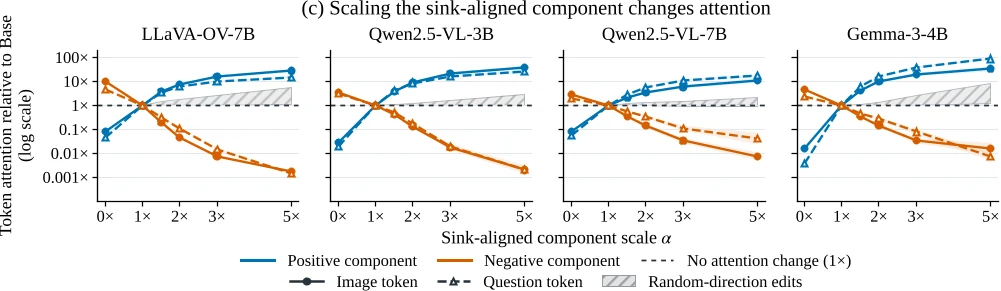 (c) Scaling the sink-aligned component changes attention
LLaVA-OV-7B
Qwen2.5-VL-3B
Qwen2.5-VL-7B
Gemma-3-4B
Token attention relative to Base
(log scale)
100×
10×
1×
0.1×
0.01×
0.001×
0× 1× 2× 3× 5×
0× 1× 2× 3× 5×
0× 1× 2× 3× 5×
0× 1× 2× 3× 5×
Sink-aligned component scale α
Positive component
Negative component
No attention change (1×)
Image token
Question token
Random-direction edits